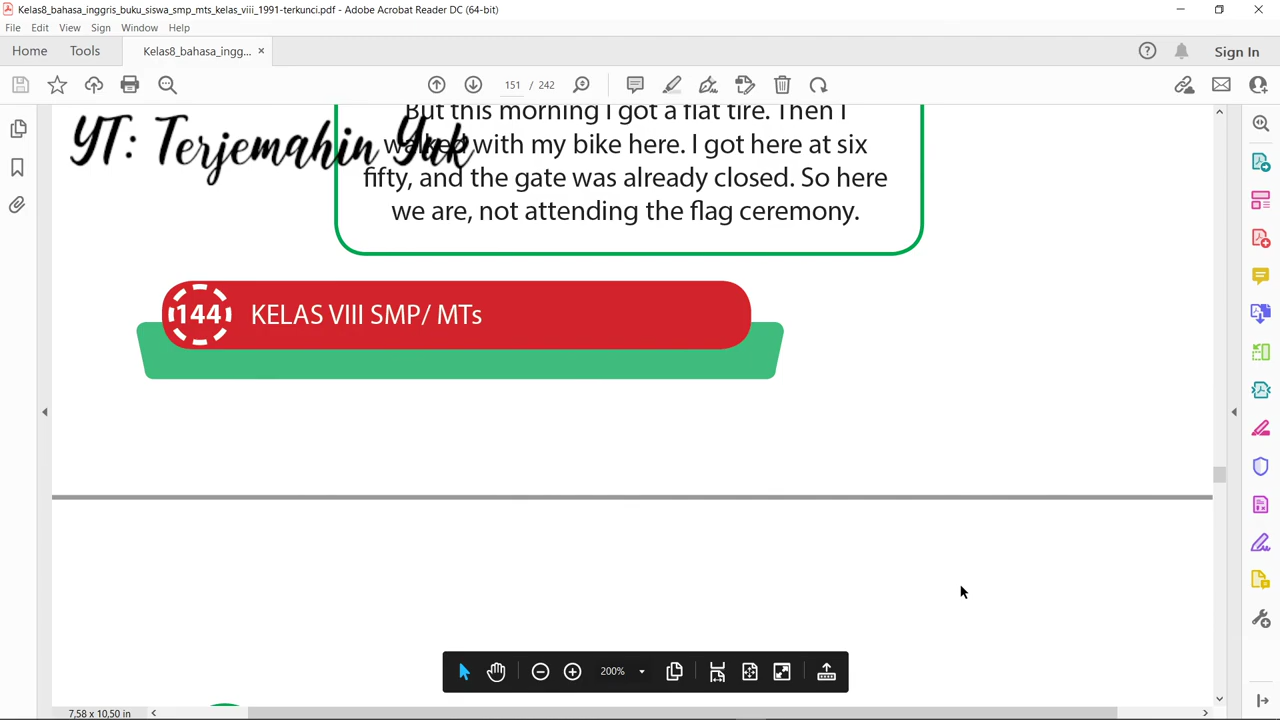 Kelas8_bahasa_inggris_buku_siswa_smp_mts_kelas_viii_1991-terkunci.pdf - Adobe Acrobat Reader DC (64-bit)
File Edit View Sign Window Help
Home Tools Kelas8_bahasa_ingg... × Sign In
151 / 242
But this morning I got a flat tire. Then I
YT: Terjemahin Yuk
walked with my bike here. I got here at six
fifty, and the gate was already closed. So here
we are, not attending the flag ceremony.
144 KELAS VIII SMP/ MTs
200%
7,58 x 10,50 in